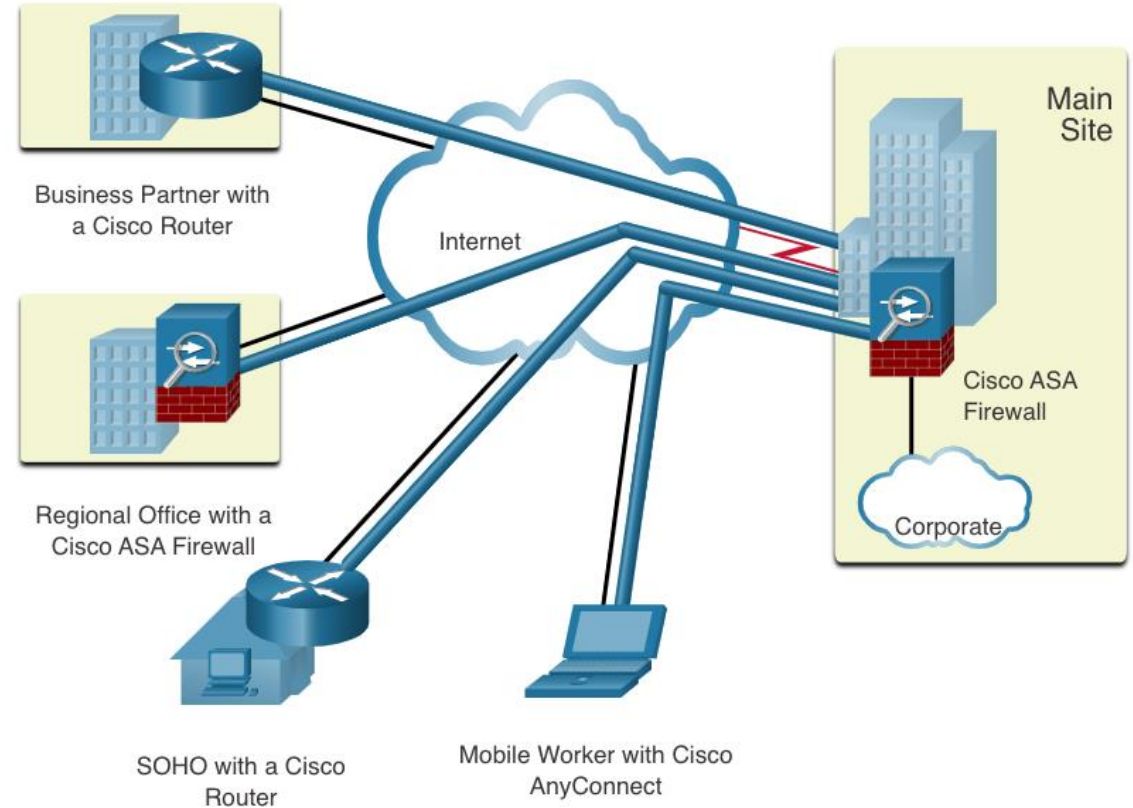 Main
Site
Business Partner with
a Cisco Router
Internet
Cisco ASA
Firewall
Regional Office with a
Cisco ASA Firewall
Corporate
SOHO with a Cisco
Router
Mobile Worker with Cisco
AnyConnect